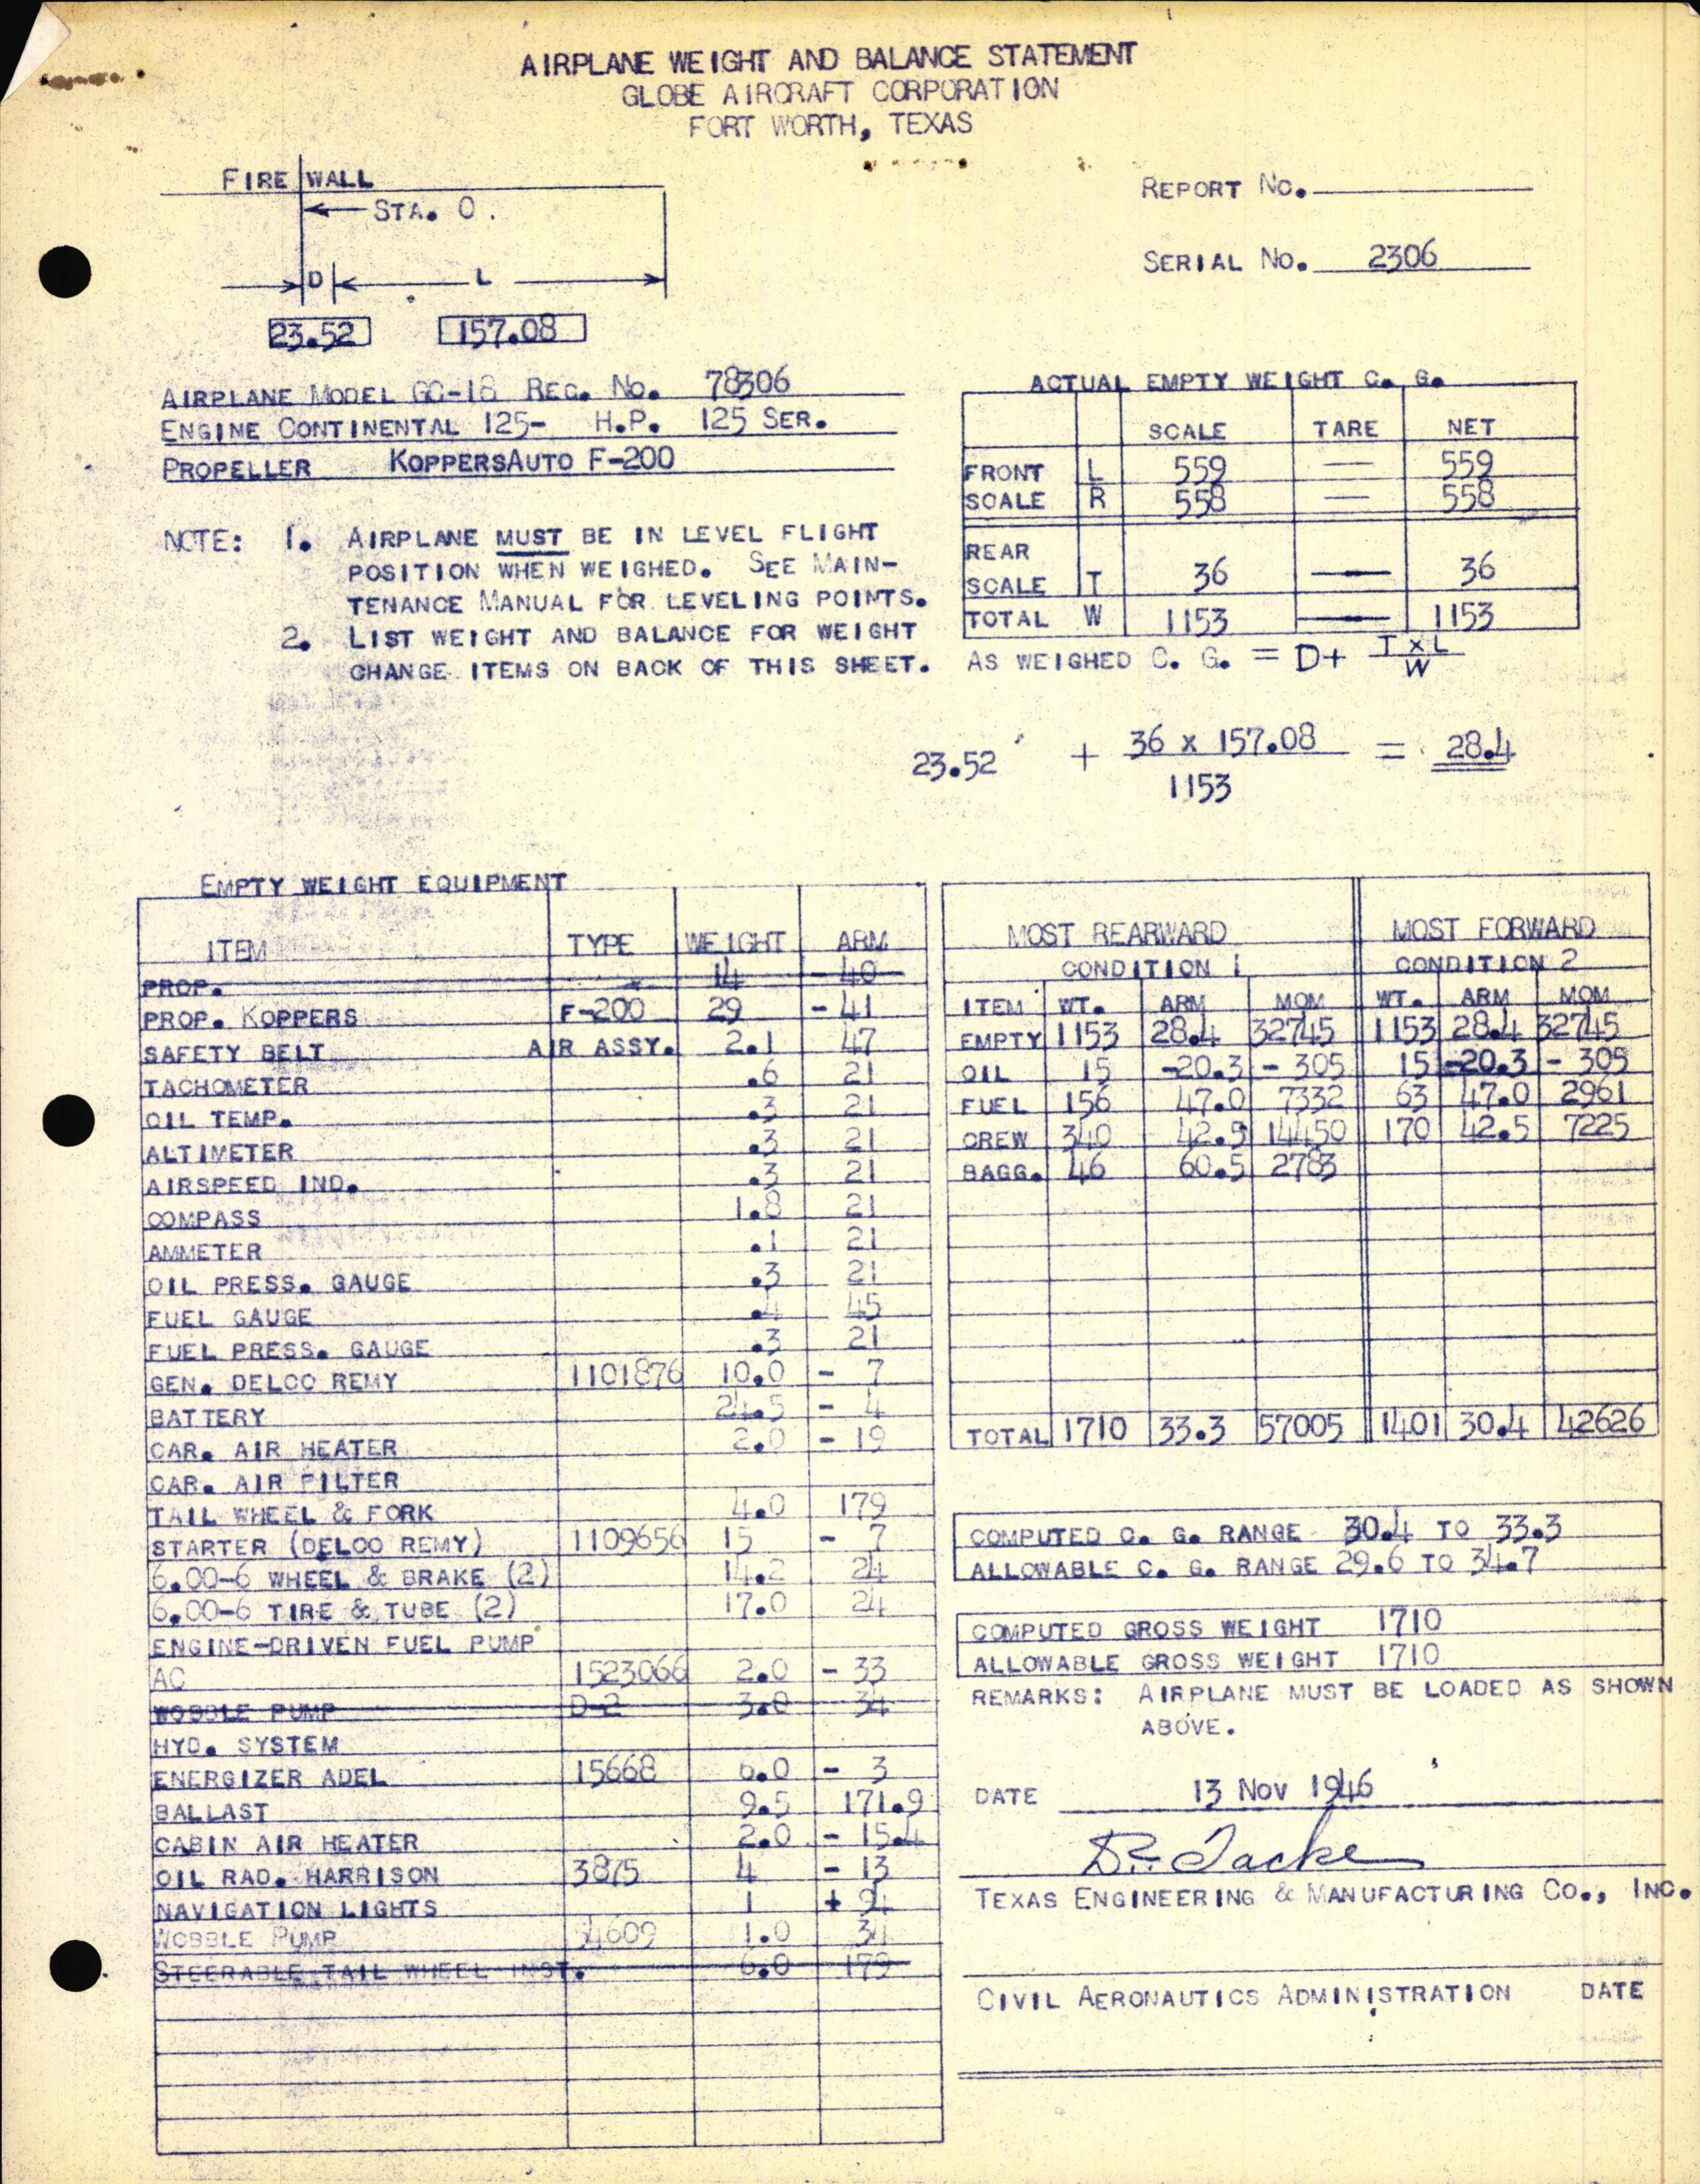 AIRPLANE WEIGHT AND BALANCE STATEMENT
GLOBE AIRCRAFT CORPORATION
FORT WORTH, TEXAS
FIRE WALL
STA. 0.
D L
23.52 157.08
REPORT NO.
SERIAL NO. 2306
AIRPLANE MODEL GC-1B REG. NO. 78306
ENGINE CONTINENTAL 125- H.P. 125 SER.
PROPELLER KOPPERSAUTO F-200
NOTE: 1. AIRPLANE MUST BE IN LEVEL FLIGHT
POSITION WHEN WEIGHED. SEE MAIN-
TENANCE MANUAL FOR LEVELING POINTS.
2. LIST WEIGHT AND BALANCE FOR WEIGHT
CHANGE ITEMS ON BACK OF THIS SHEET.
ACTUAL EMPTY WEIGHT C. G.
SCALE TARE NET
FRONT L 559 — 559
SCALE R 558 — 558
REAR
SCALE T 36 — 36
TOTAL W 1153 — 1153
AS WEIGHED C. G. = D+ T x L
W
23.52 + 36 x 157.08 = 28.4
1153
EMPTY WEIGHT EQUIPMENT
ITEM TYPE WEIGHT ARM
PROP. 14 -40
PROP. KOPPERS F-200 29 - 41
SAFETY BELT AIR ASSY. 2.1 47
TACHOMETER .6 21
OIL TEMP. .3 21
ALTIMETER .3 21
AIRSPEED IND. .3 21
COMPASS 1.8 21
AMMETER .1 21
OIL PRESS. GAUGE .3 21
FUEL GAUGE .4 45
FUEL PRESS. GAUGE .3 21
GEN. DELCO REMY 1101876 10.0 - 7
BATTERY 24.5 - 4
CAR. AIR HEATER 2.0 - 19
CAR. AIR FILTER
TAIL WHEEL & FORK 4.0 179
STARTER (DELCO REMY) 1109656 15 - 7
6.00-6 WHEEL & BRAKE (2) 14.2 24
6.00-6 TIRE & TUBE (2) 17.0 24
ENGINE-DRIVEN FUEL PUMP
AC 1523066 2.0 - 33
WOBBLE PUMP D-2 3.0 34
HYD. SYSTEM
ENERGIZER ADEL 15668 6.0 - 3
BALLAST 9.5 171.9
CABIN AIR HEATER 2.0 - 15.4
OIL RAD. HARRISON 3875 4 - 13
NAVIGATION LIGHTS 1 + 94
WOBBLE PUMP 94609 1.0 34
STEERABLE TAIL WHEEL INST. 6.0 179
MOST REARWARD MOST FORWARD
CONDITION 1 CONDITION 2
ITEM WT. ARM MOM WT. ARM MOM
EMPTY 1153 28.4 32745 1153 28.4 32745
OIL 15 -20.3 - 305 15 -20.3 - 305
FUEL 156 47.0 7332 63 47.0 2961
CREW 340 42.5 14450 170 42.5 7225
BAGG. 46 60.5 2783
TOTAL 1710 33.3 57005 1401 30.4 42626
COMPUTED C. G. RANGE 30.4 TO 33.3
ALLOWABLE C. G. RANGE 29.6 TO 34.7
COMPUTED GROSS WEIGHT 1710
ALLOWABLE GROSS WEIGHT 1710
REMARKS: AIRPLANE MUST BE LOADED AS SHOWN
ABOVE.
DATE 13 NOV 1946
TEXAS ENGINEERING & MANUFACTURING CO., INC.
CIVIL AERONAUTICS ADMINISTRATION DATE